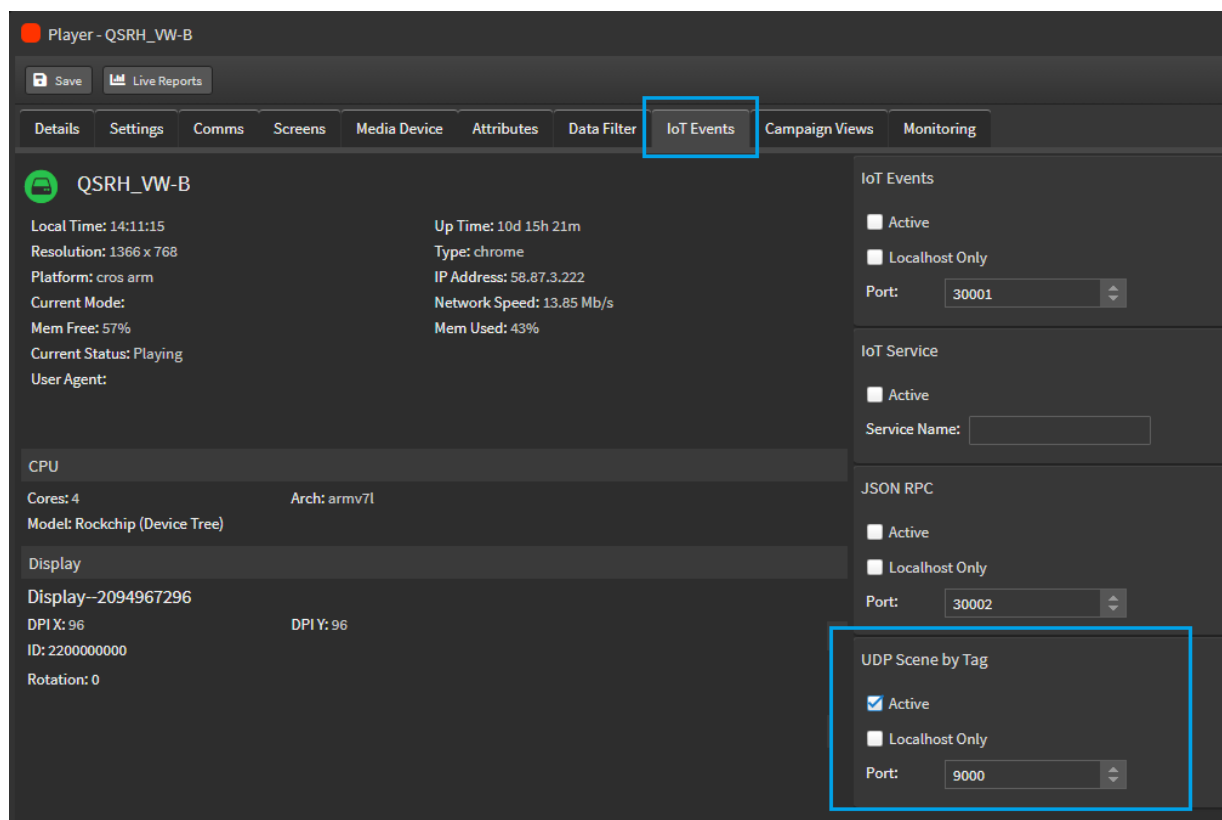 Player - QSRH_VW-B
Save Live Reports
Details Settings Comms Screens Media Device Attributes Data Filter IoT Events Campaign Views Monitoring
QSRH_VW-B
Local Time: 14:11:15
Resolution: 1366 x 768
Platform: cros arm
Current Mode:
Mem Free: 57%
Current Status: Playing
User Agent:
Up Time: 10d 15h 21m
Type: chrome
IP Address: 58.87.3.222
Network Speed: 13.85 Mb/s
Mem Used: 43%
CPU
Cores: 4 Arch: armv7l
Model: Rockchip (Device Tree)
Display
Display--2094967296
DPI X: 96 DPI Y: 96
ID: 2200000000
Rotation: 0
IoT Events
Active
Localhost Only
Port: 30001
IoT Service
Active
Service Name:
JSON RPC
Active
Localhost Only
Port: 30002
UDP Scene by Tag
Active
Localhost Only
Port: 9000